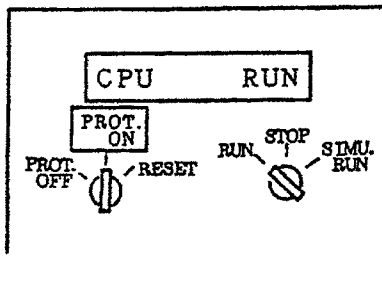 CPU RUN
PROT.
ON
PROT.
OFF
RESET
RUN
STOP
SIMU.
RUN